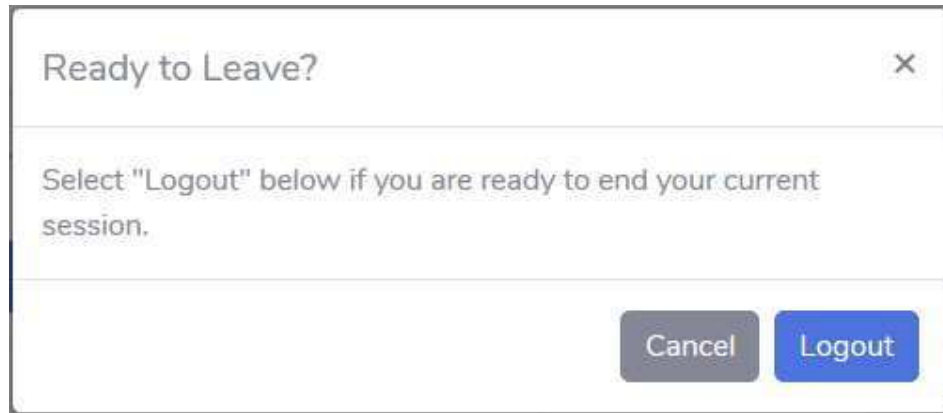 Ready to Leave? ×
Select "Logout" below if you are ready to end your current
session.
Cancel Logout